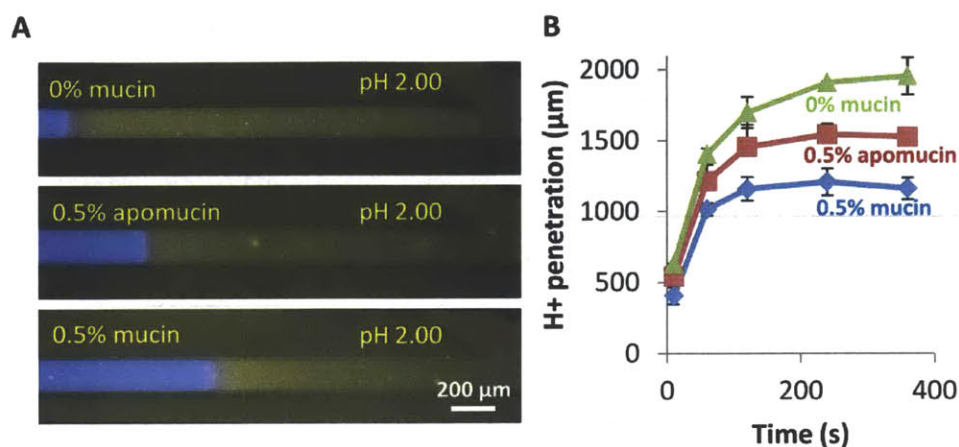 A
0% mucin pH 2.00
0.5% apomucin pH 2.00
0.5% mucin pH 2.00
200 µm
B
H+ penetration (µm)
2000
1500
1000
500
0
0% mucin
0.5% apomucin
0.5% mucin
0 200 400
Time (s)